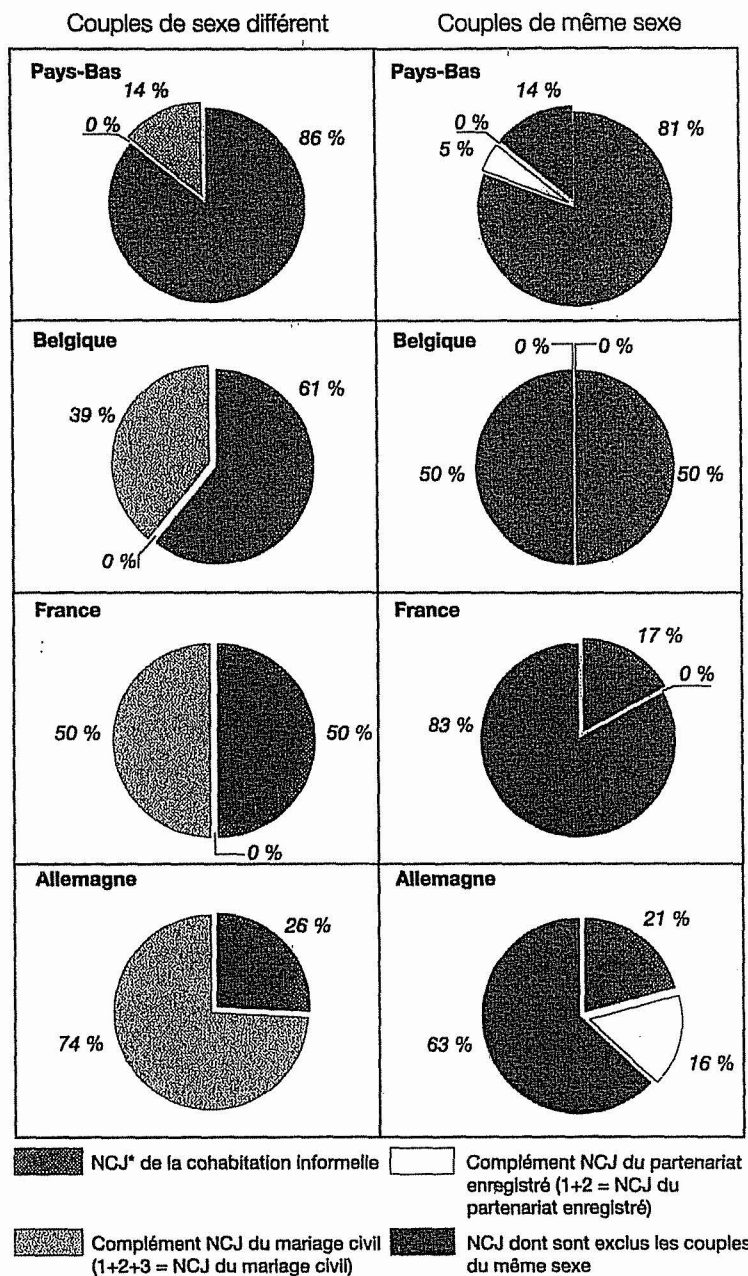 Couples de sexe différent
Couples de même sexe
Pays-Bas
14 %
0 %
86 %
Pays-Bas
14 %
0 %
5 %
81 %
Belgique
39 %
61 %
0 %
Belgique
0 %
0 %
50 %
50 %
France
50 %
50 %
0 %
France
17 %
0 %
83 %
Allemagne
26 %
74 %
Allemagne
21 %
63 %
16 %
NCJ* de la cohabitation informelle
Complément NCJ du partenariat
enregistré (1+2 = NCJ du
partenariat enregistré)
Complément NCJ du mariage civil
(1+2+3 = NCJ du mariage civil)
NCJ dont sont exclus les couples
du même sexe